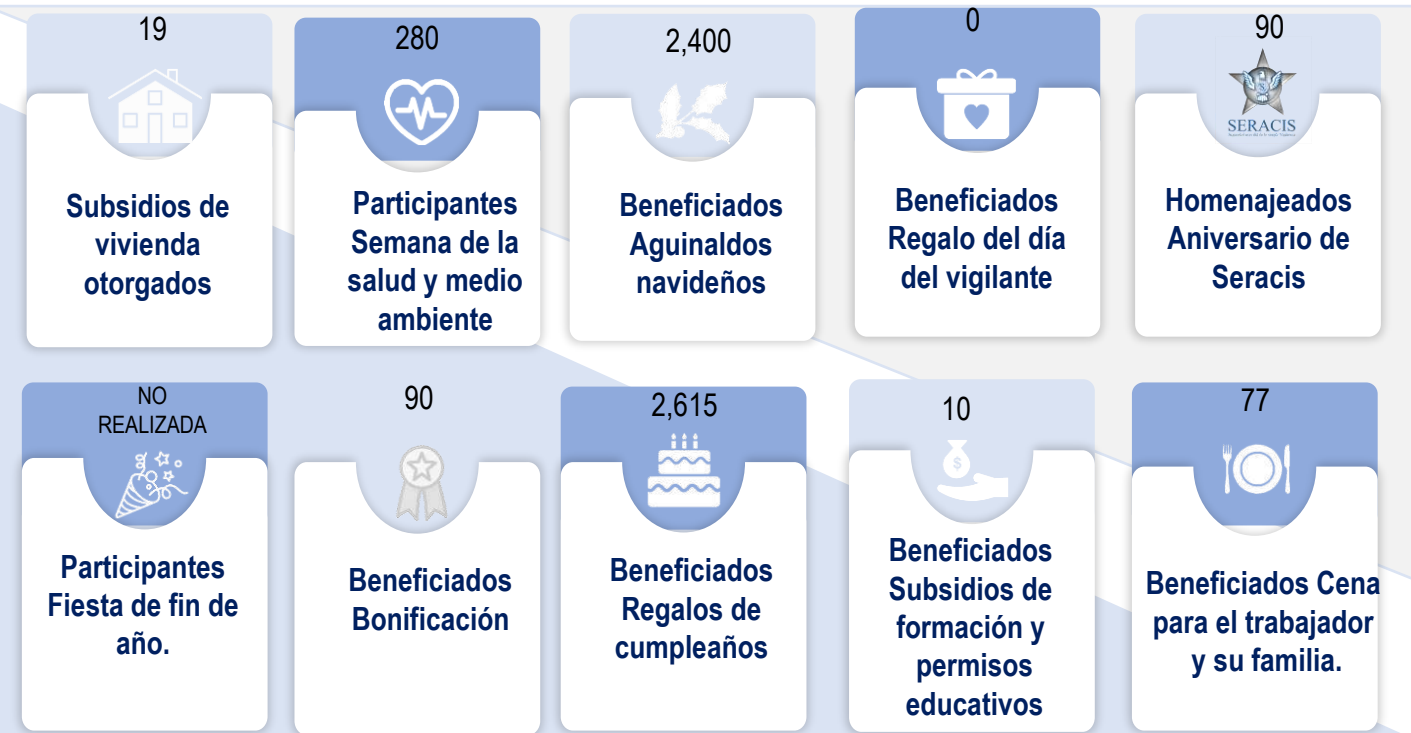 19
Subsidios de
vivienda
otorgados
280
Participantes
Semana de la
salud y medio
ambiente
2,400
Beneficiados
Aguinaldos
navideños
0
Beneficiados
Regalo del día
del vigilante
90
SERACIS
Homenajeados
Aniversario de
Seracis
NO
REALIZADA
Participantes
Fiesta de fin de
año.
90
Beneficiados
Bonificación
2,615
Beneficiados
Regalos de
cumpleaños
10
$
Beneficiados
Subsidios de
formación y
permisos
educativos
77
Beneficiados Cena
para el trabajador
y su familia.